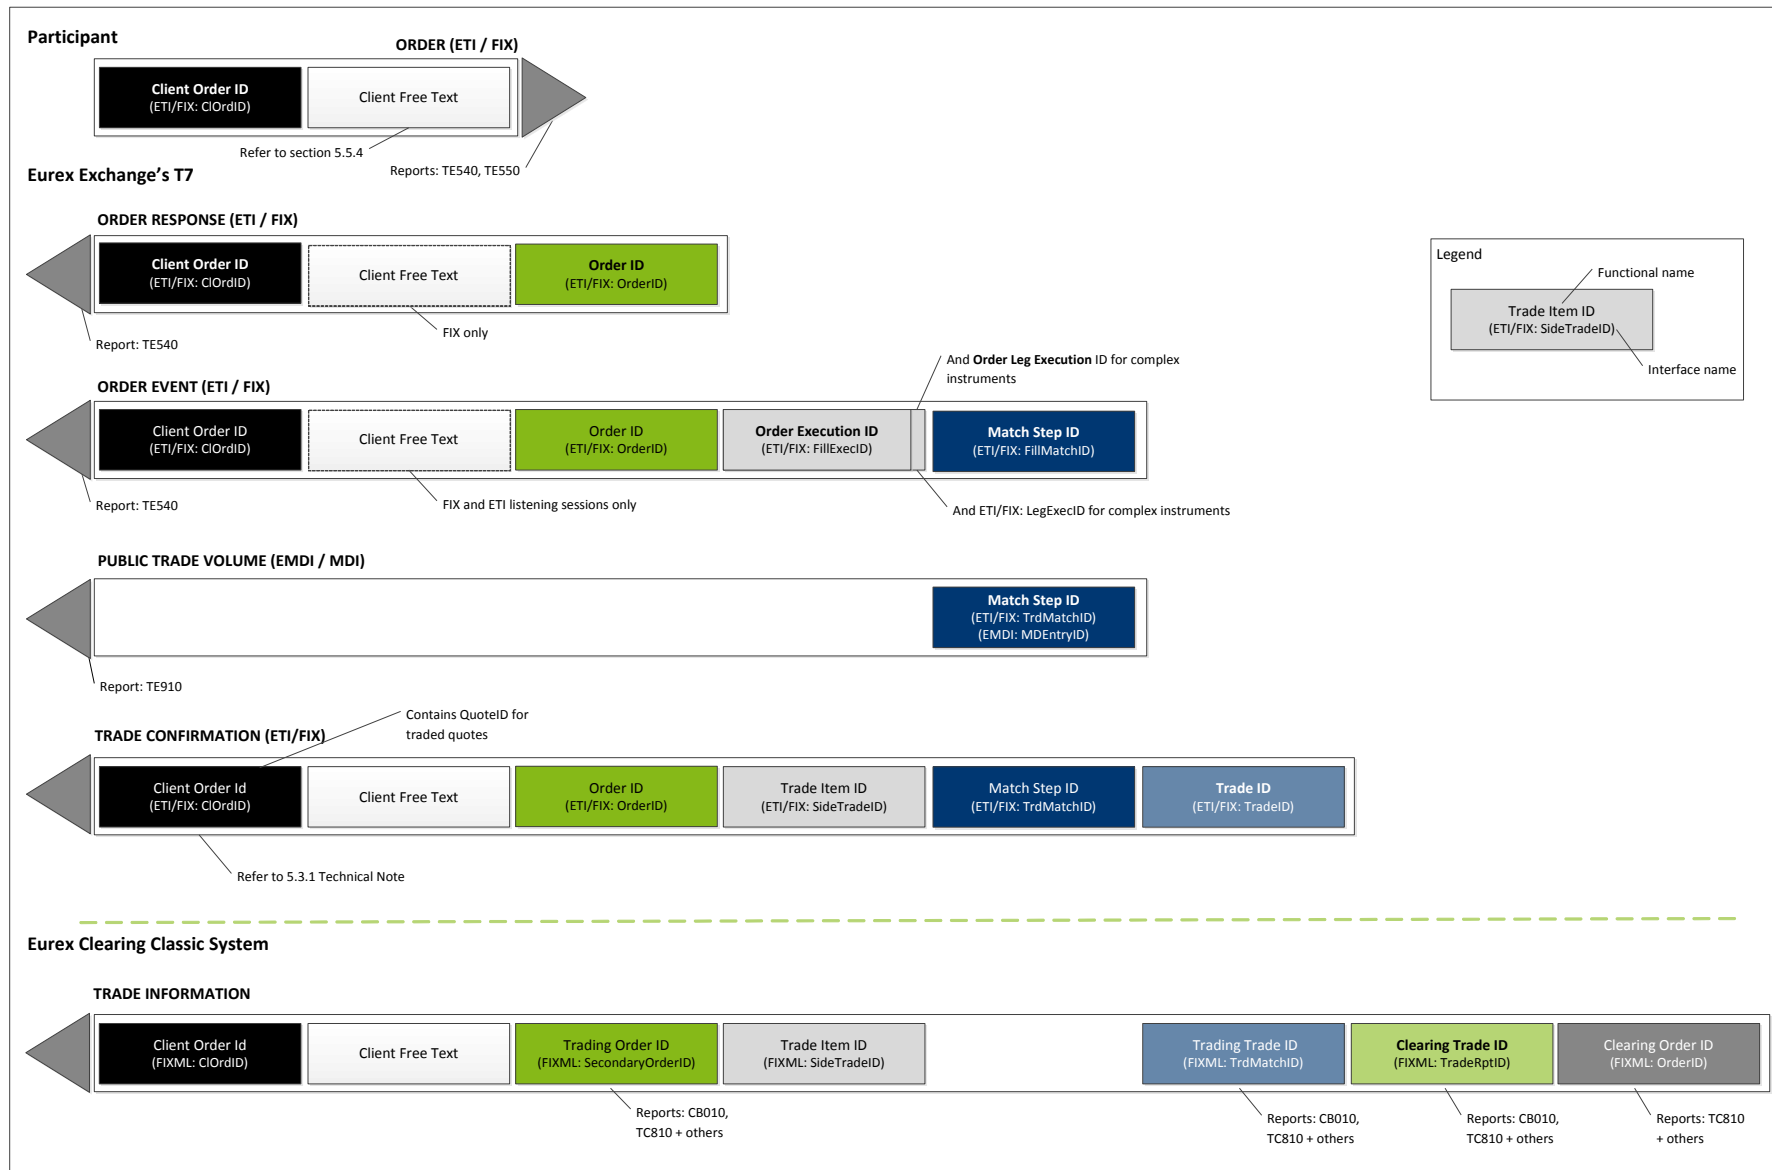 Participant
ORDER (ETI / FIX)
Client Order ID
(ETI/FIX: ClOrdID)
Client Free Text
Refer to section 5.5.4
Reports: TE540, TE550
Eurex Exchange’s T7
ORDER RESPONSE (ETI / FIX)
Client Order ID
(ETI/FIX: ClOrdID)
Client Free Text
Order ID
(ETI/FIX: OrderID)
FIX only
Report: TE540
Legend
Functional name
Trade Item ID
(ETI/FIX: SideTradeID)
Interface name
And Order Leg Execution ID for complex
instruments
ORDER EVENT (ETI / FIX)
Client Order ID
(ETI/FIX: ClOrdID)
Client Free Text
Order ID
(ETI/FIX: OrderID)
Order Execution ID
(ETI/FIX: FillExecID)
Match Step ID
(ETI/FIX: FillMatchID)
Report: TE540
FIX and ETI listening sessions only
And ETI/FIX: LegExecID for complex instruments
PUBLIC TRADE VOLUME (EMDI / MDI)
Match Step ID
(ETI/FIX: TrdMatchID)
(EMDI: MDEntryID)
Report: TE910
Contains QuoteID for
traded quotes
TRADE CONFIRMATION (ETI/FIX)
Client Order Id
(ETI/FIX: ClOrdID)
Client Free Text
Order ID
(ETI/FIX: OrderID)
Trade Item ID
(ETI/FIX: SideTradeID)
Match Step ID
(ETI/FIX: TrdMatchID)
Trade ID
(ETI/FIX: TradeID)
Refer to 5.3.1 Technical Note
Eurex Clearing Classic System
TRADE INFORMATION
Client Order Id
(FIXML: ClOrdID)
Client Free Text
Trading Order ID
(FIXML: SecondaryOrderID)
Trade Item ID
(FIXML: SideTradeID)
Trading Trade ID
(FIXML: TrdMatchID)
Clearing Trade ID
(FIXML: TradeRptID)
Clearing Order ID
(FIXML: OrderID)
Reports: CB010,
TC810 + others
Reports: CB010,
TC810 + others
Reports: CB010,
TC810 + others
Reports: TC810
+ others